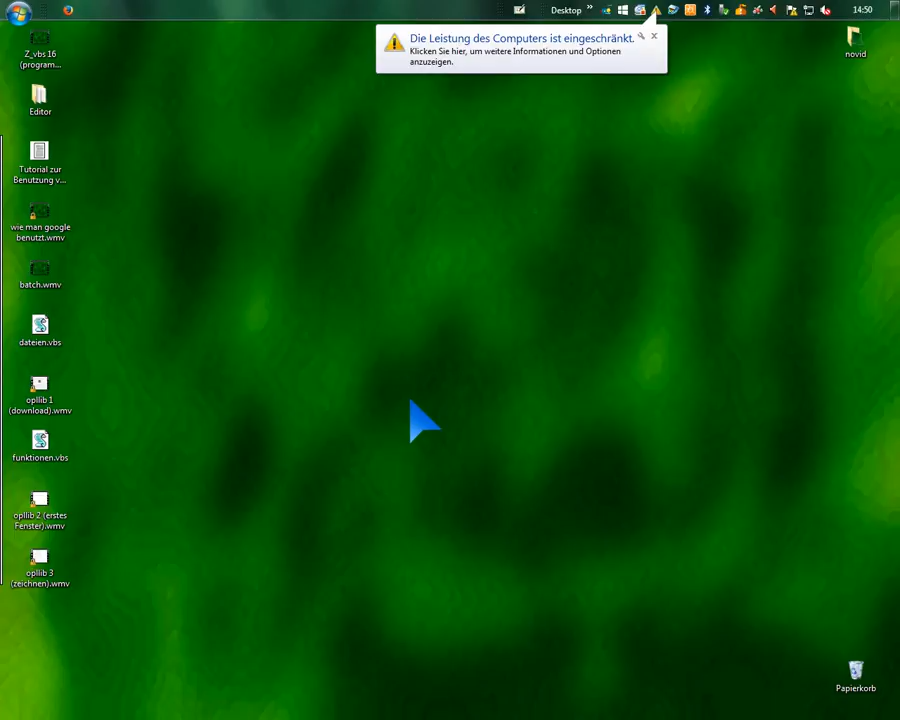 Desktop
14:50
Die Leistung des Computers ist eingeschränkt.
Klicken Sie hier, um weitere Informationen und Optionen
anzuzeigen.
Z_vbs 16
(program...
Editor
Tutorial zur
Benutzung v...
wie man google
benutzt.wmv
batch.wmv
dateien.vbs
opllib 1
(download).wmv
funktionen.vbs
opllib 2 (erstes
Fenster).wmv
opllib 3
(zeichnen).wmv
novid
Papierkorb